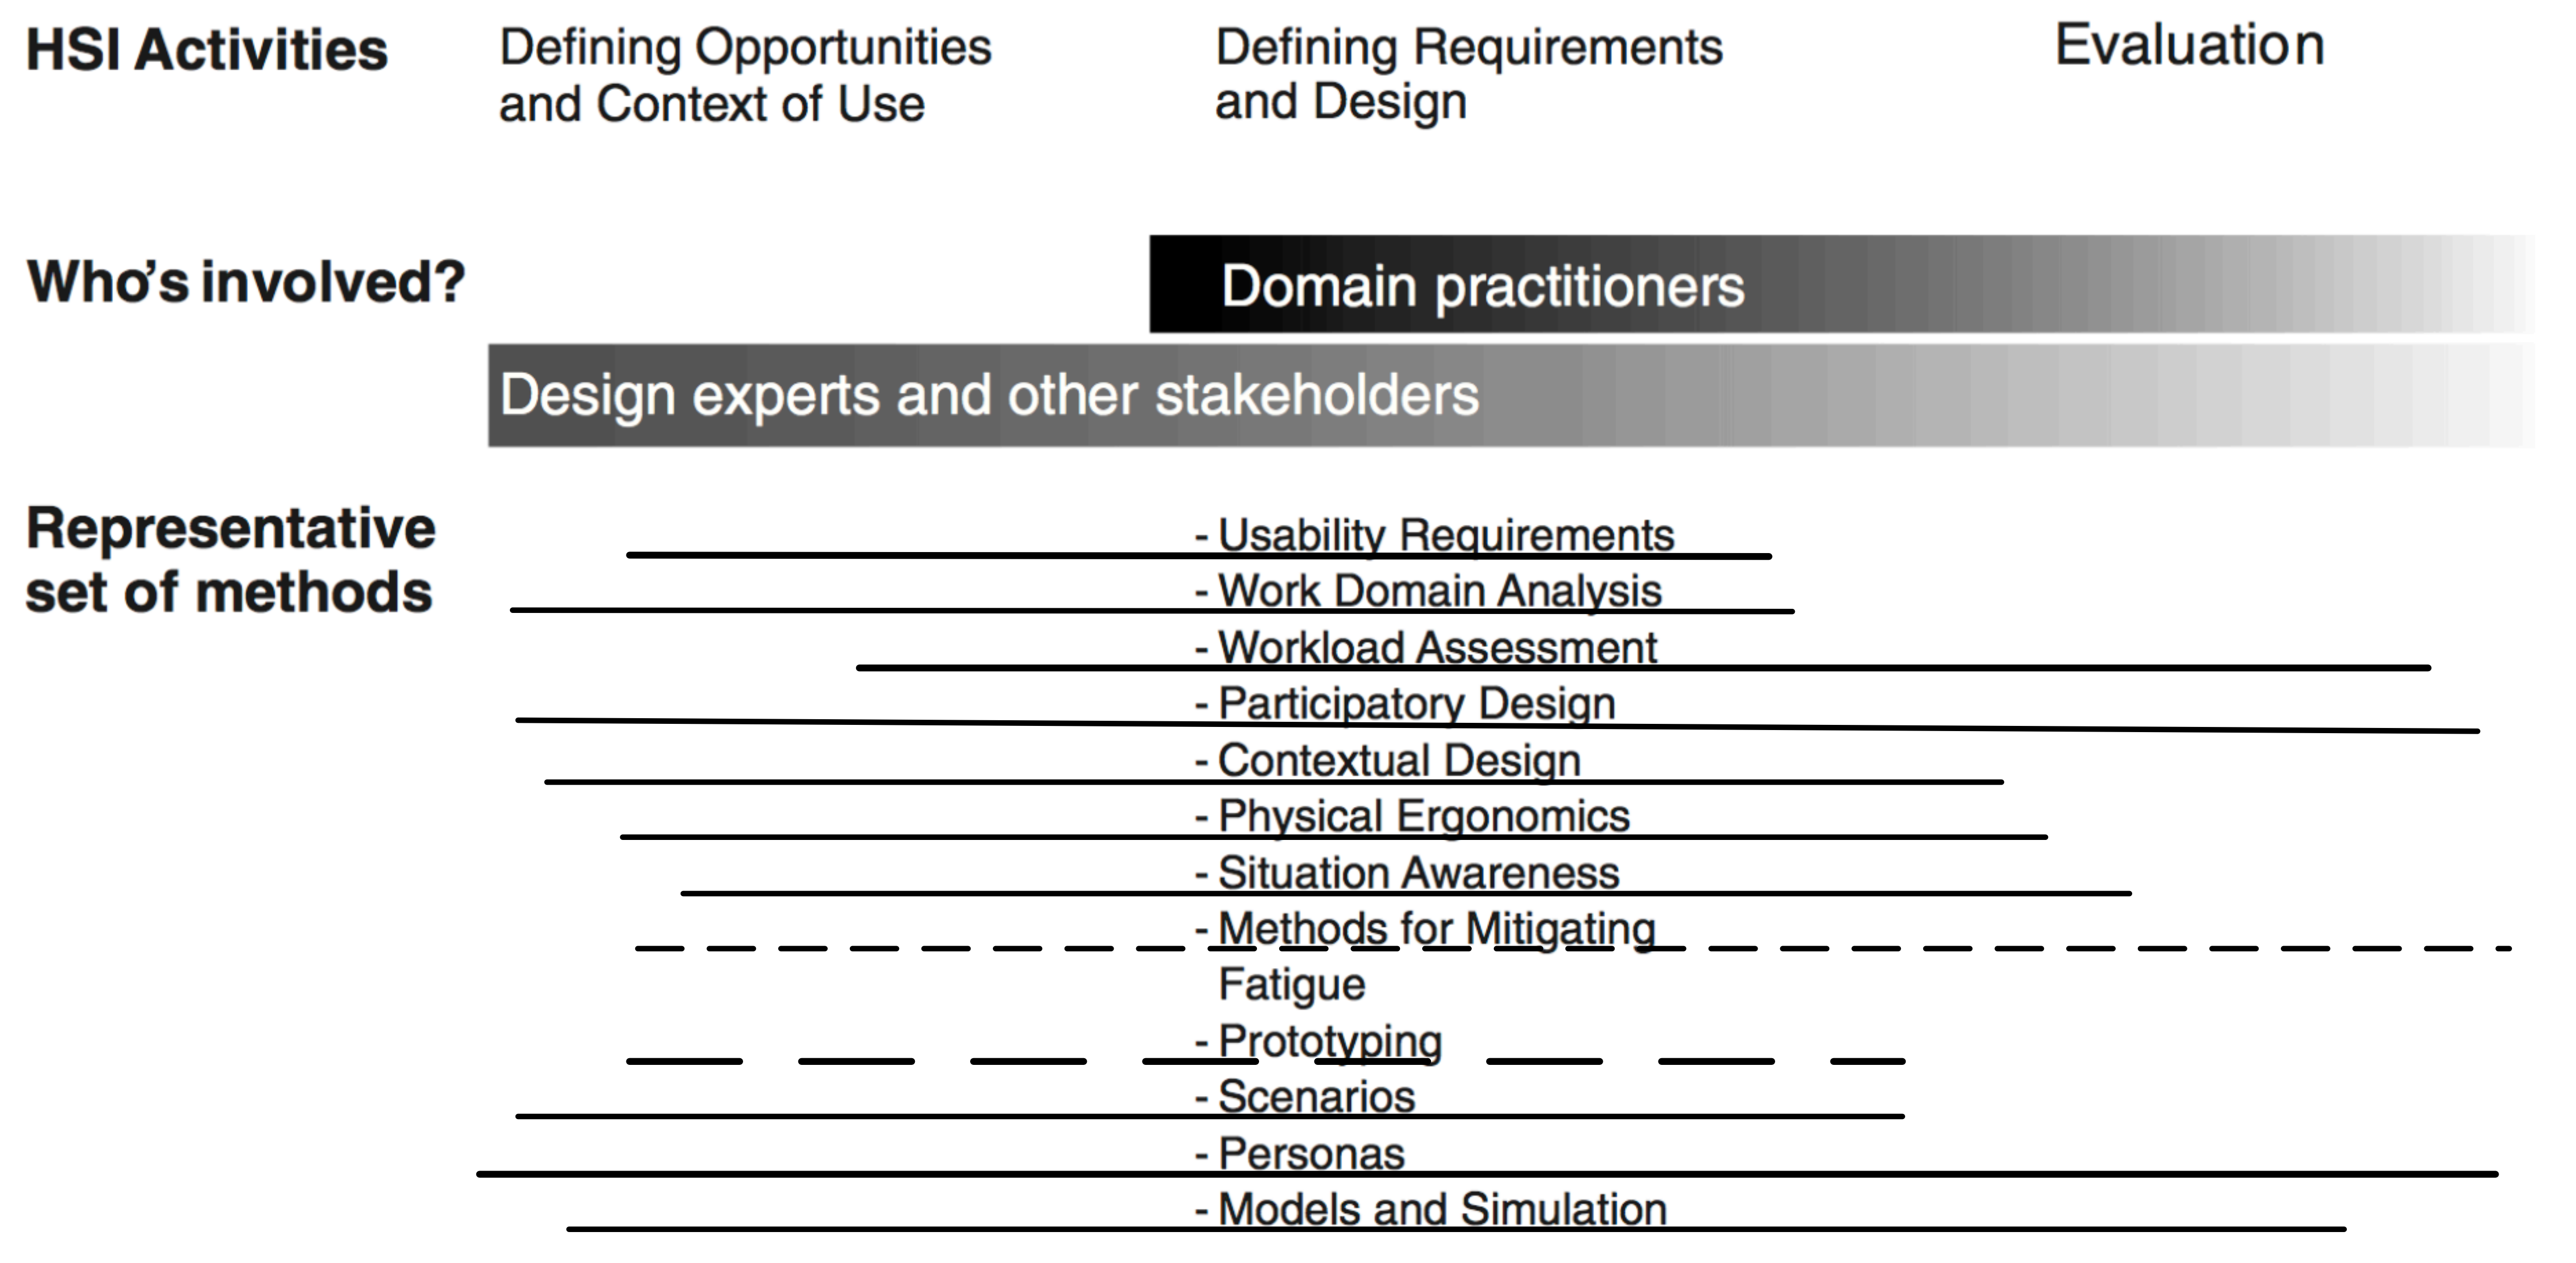 HSI Activities
Defining Opportunities
and Context of Use
Defining Requirements
and Design
Evaluation
Who's involved?
Domain practitioners
Design experts and other stakeholders
Representative
set of methods
- Usability Requirements
- Work Domain Analysis
- Workload Assessment
- Participatory Design
- Contextual Design
- Physical Ergonomics
- Situation Awareness
- Methods for Mitigating
Fatigue
- Prototyping
- Scenarios
- Personas
- Models and Simulation